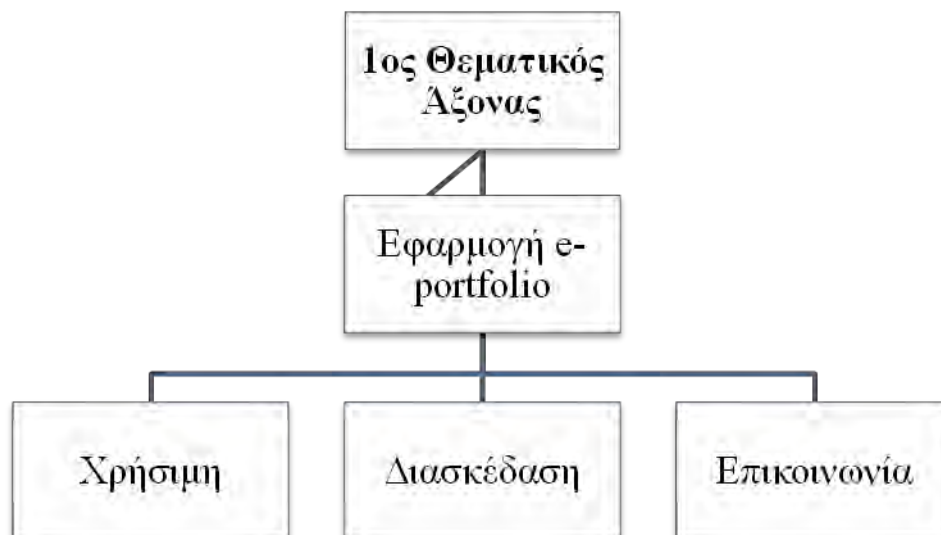 1ος Θεματικός
Άξονας
Εφαρμογή e-
portfolio
Χρήσιμη
Διασκέδαση
Επικοινωνία